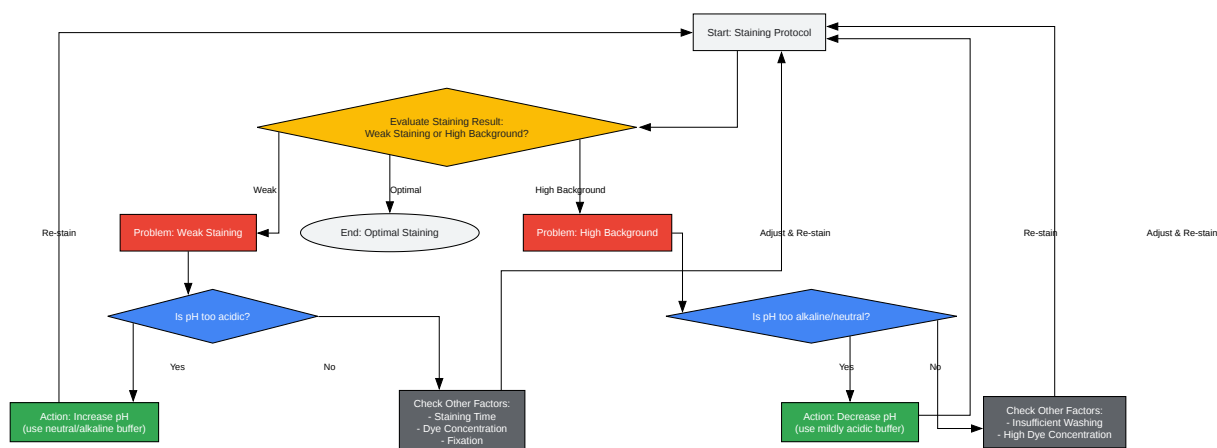 Start: Staining Protocol
Evaluate Staining Result:
Weak Staining or High Background?
Weak
Optimal
High Background
Re-stain
Problem: Weak Staining
End: Optimal Staining
Problem: High Background
Adjust & Re-stain
Re-stain
Adjust & Re-stain
Is pH too acidic?
Is pH too alkaline/neutral?
Yes
No
Yes
No
Action: Increase pH
(use neutral/alkaline buffer)
Check Other Factors:
- Staining Time
- Dye Concentration
- Fixation
Action: Decrease pH
(use mildly acidic buffer)
Check Other Factors:
- Insufficient Washing
- High Dye Concentration